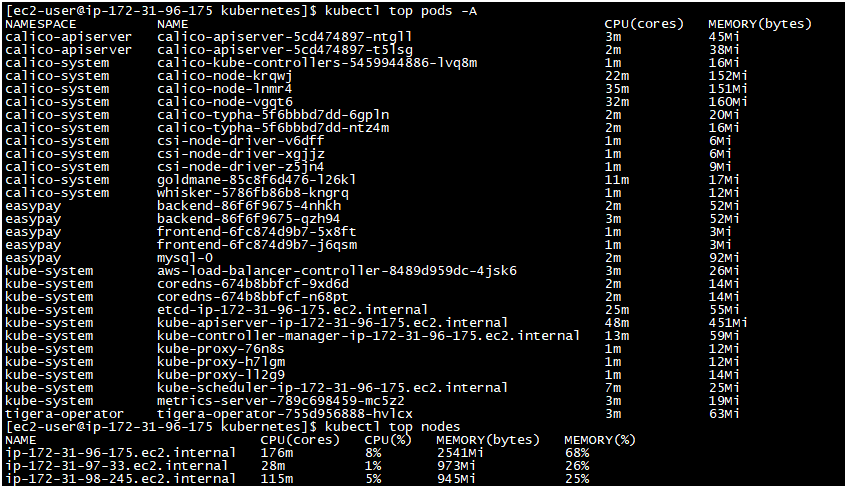 [ec2-user@ip-172-31-96-175 kubernetes]$ kubectl top pods -A
NAMESPACE NAME CPU(cores) MEMORY(bytes)
calico-apiserver calico-apiserver-5cd474897-ntgll 3m 45Mi
calico-apiserver calico-apiserver-5cd474897-t5lsg 2m 38Mi
calico-system calico-kube-controllers-5459944886-lvq8m 1m 16Mi
calico-system calico-node-krqwj 22m 152Mi
calico-system calico-node-lnmr4 35m 151Mi
calico-system calico-node-vgqt6 32m 160Mi
calico-system calico-typha-5f6bbbd7dd-6gpln 2m 20Mi
calico-system calico-typha-5f6bbbd7dd-ntz4m 2m 16Mi
calico-system csi-node-driver-v6dff 1m 6Mi
calico-system csi-node-driver-xgjjz 1m 6Mi
calico-system csi-node-driver-z5jn4 1m 9Mi
calico-system goldmane-85c8f6d476-l26kl 11m 17Mi
calico-system whisker-5786fb86b8-kngrq 1m 12Mi
easypay backend-86f6f9675-4nhkh 2m 52Mi
easypay backend-86f6f9675-qzh94 3m 52Mi
easypay frontend-6fc874d9b7-5x8ft 1m 3Mi
easypay frontend-6fc874d9b7-j6qsm 1m 3Mi
easypay mysql-0 2m 92Mi
kube-system aws-load-balancer-controller-8489d959dc-4jsk6 3m 26Mi
kube-system coredns-674b8bbfcf-9xd6d 2m 14Mi
kube-system coredns-674b8bbfcf-n68pt 2m 14Mi
kube-system etcd-ip-172-31-96-175.ec2.internal 25m 55Mi
kube-system kube-apiserver-ip-172-31-96-175.ec2.internal 48m 451Mi
kube-system kube-controller-manager-ip-172-31-96-175.ec2.internal 13m 59Mi
kube-system kube-proxy-76n8s 1m 12Mi
kube-system kube-proxy-h7lgm 1m 12Mi
kube-system kube-proxy-ll2g9 1m 14Mi
kube-system kube-scheduler-ip-172-31-96-175.ec2.internal 7m 25Mi
kube-system metrics-server-789c698459-mc5z2 3m 19Mi
tigera-operator tigera-operator-755d956888-hvlcx 3m 63Mi
[ec2-user@ip-172-31-96-175 kubernetes]$ kubectl top nodes
NAME CPU(cores) CPU(%) MEMORY(bytes) MEMORY(%)
ip-172-31-96-175.ec2.internal 176m 8% 2541Mi 68%
ip-172-31-97-33.ec2.internal 28m 1% 973Mi 26%
ip-172-31-98-245.ec2.internal 115m 5% 945Mi 25%